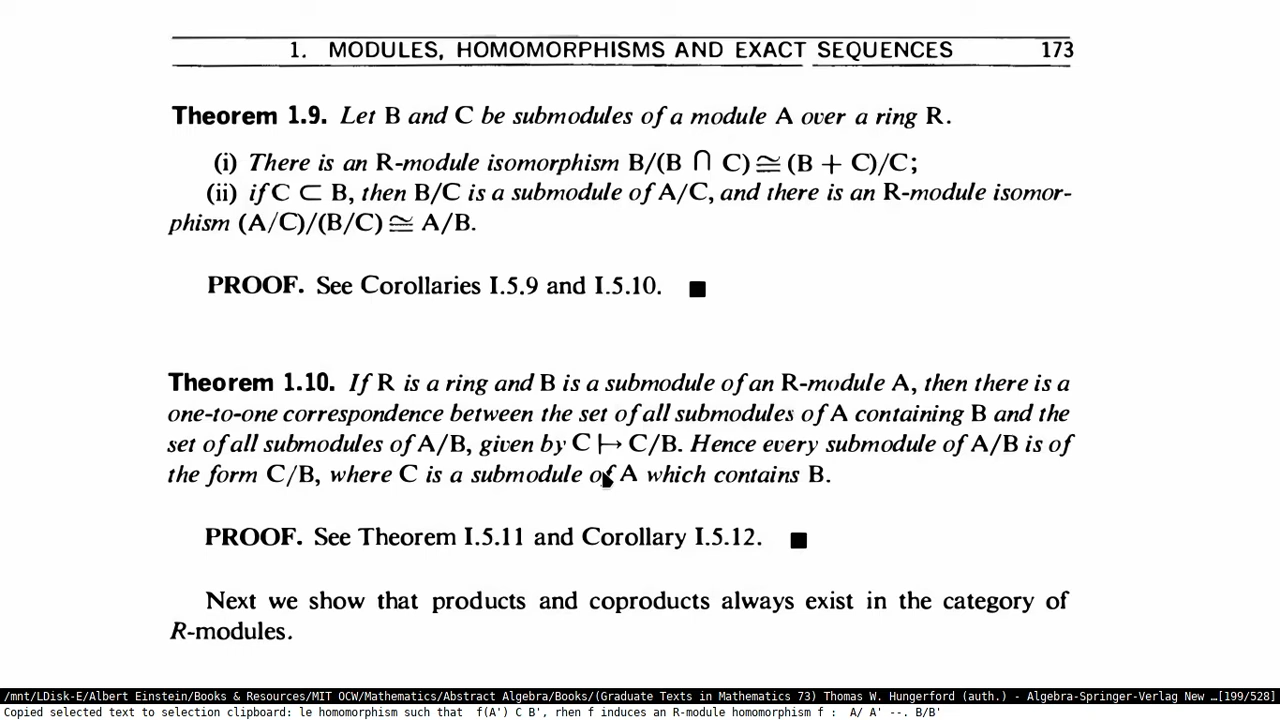 1. MODULES, HOMOMORPHISMS AND EXACT SEQUENCES 173
Theorem 1.9. Let B and C be submodules of a module A over a ring R.
(i) There is an R-module isomorphism B/(B ∩ C) ≅ (B + C)/C;
(ii) if C ⊂ B, then B/C is a submodule of A/C, and there is an R-module isomor-
phism (A/C)/(B/C) ≅ A/B.
PROOF. See Corollaries I.5.9 and I.5.10. ■
Theorem 1.10. If R is a ring and B is a submodule of an R-module A, then there is a
one-to-one correspondence between the set of all submodules of A containing B and the
set of all submodules of A/B, given by C ↦ C/B. Hence every submodule of A/B is of
the form C/B, where C is a submodule of A which contains B.
PROOF. See Theorem I.5.11 and Corollary I.5.12. ■
Next we show that products and coproducts always exist in the category of
R-modules.
/mnt/LDisk-E/Albert Einstein/Books & Resources/MIT OCW/Mathematics/Abstract Algebra/Books/(Graduate Texts in Mathematics 73) Thomas W. Hungerford (auth.) - Algebra-Springer-Verlag New …[199/528]
Copied selected text to selection clipboard: le homomorphism such that  f(A') C B', rhen f induces an R-module homomorphism f :  A/ A' --. B/B'